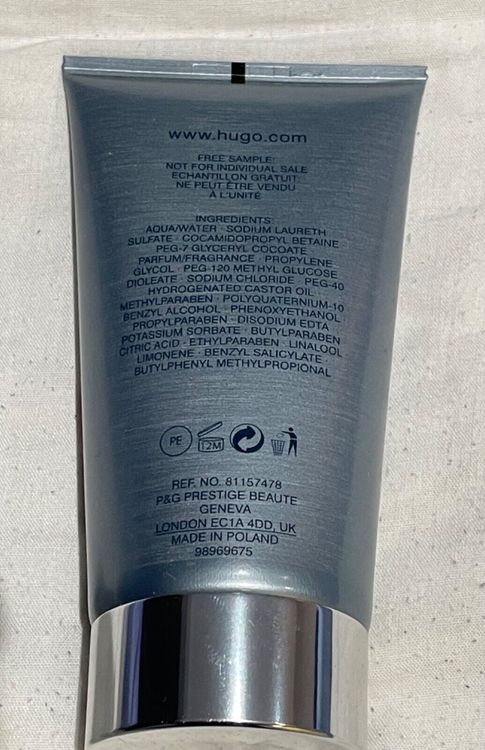 www.hugo.com
FREE SAMPLE:
NOT FOR INDIVIDUAL SALE
ECHANTILLON GRATUIT:
NE PEUT ÊTRE VENDU
À L'UNITÉ
INGREDIENTS:
AQUA/WATER - SODIUM LAURETH
SULFATE - COCAMIDOPROPYL BETAINE
PEG-7 GLYCERYL COCOATE
PARFUM/FRAGRANCE - PROPYLENE
GLYCOL - PEG-120 METHYL GLUCOSE
DIOLEATE - SODIUM CHLORIDE - PEG-40
HYDROGENATED CASTOR OIL -
METHYLPARABEN - POLYQUATERNIUM-10
BENZYL ALCOHOL - PHENOXYETHANOL
PROPYLPARABEN - DISODIUM EDTA
POTASSIUM SORBATE - BUTYLPARABEN
CITRIC ACID - ETHYLPARABEN - LINALOOL
LIMONENE - BENZYL SALICYLATE -
BUTYLPHENYL METHYLPROPIONAL
PE 12M
REF. NO. 81157478
P&G PRESTIGE BEAUTE
GENEVA
LONDON EC1A 4DD, UK
MADE IN POLAND
98969675